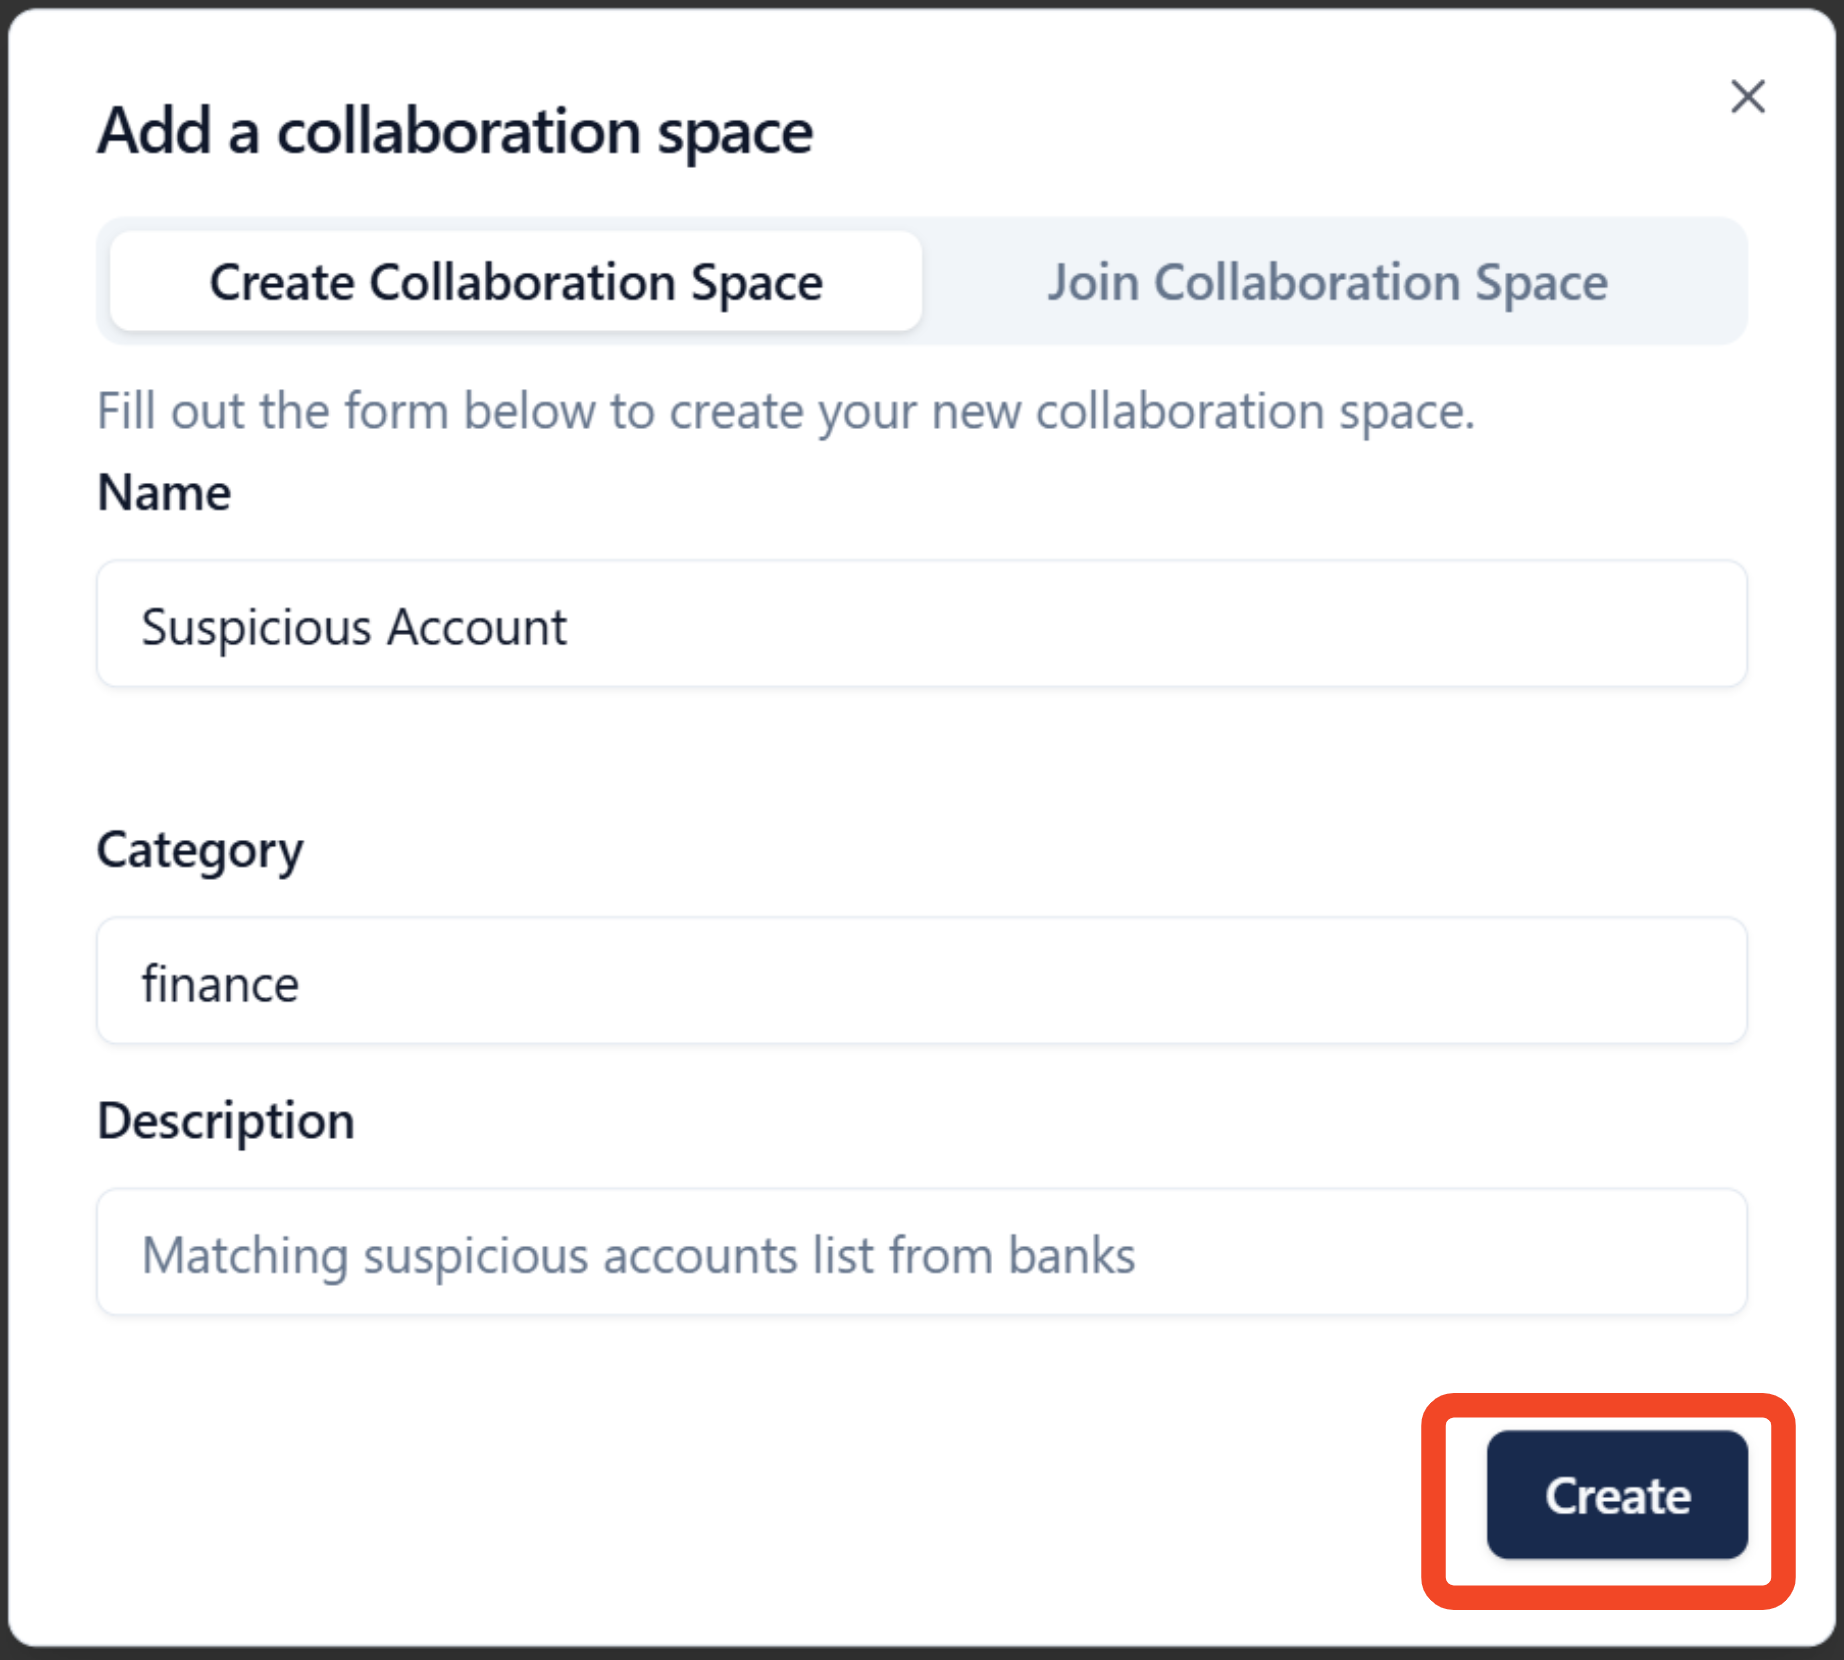 Add a collaboration space
Create Collaboration Space
Join Collaboration Space
Fill out the form below to create your new collaboration space.
Name
Suspicious Account
Category
finance
Description
Matching suspicious accounts list from banks
Create